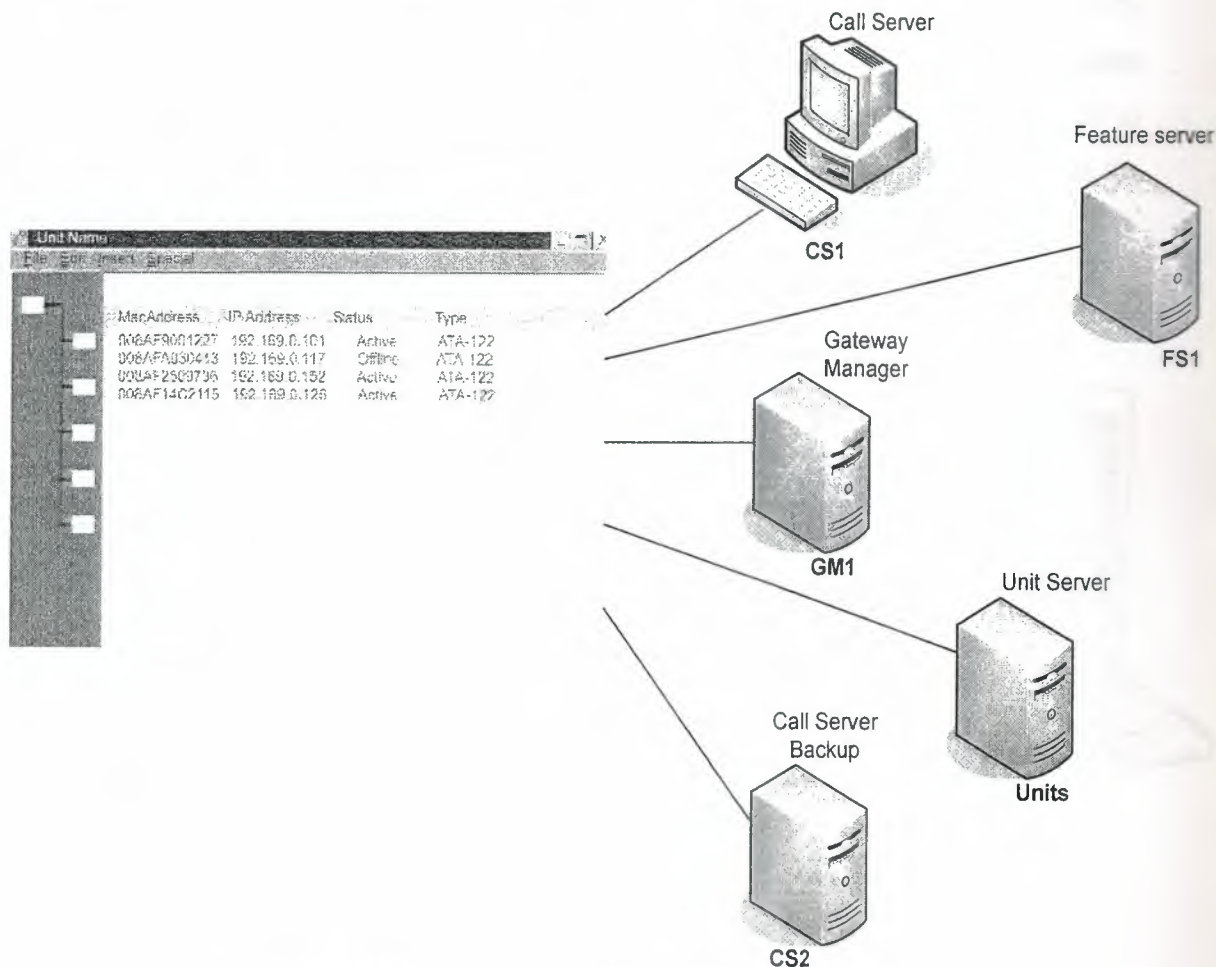 Call Server
CS1
Feature server
FS1
Unit Name
File Edit Insert Special
MacAddress IP-Address Status Type
008AF9001227 192.169.0.101 Active ATA-122
192.169.0.117 Offline ATA-122
192.169.0.152 Active ATA-122
008AF14C2115 192.169.0.126 Active ATA-122
Gateway
Manager
GM1
Unit Server
Units
Call Server
Backup
CS2